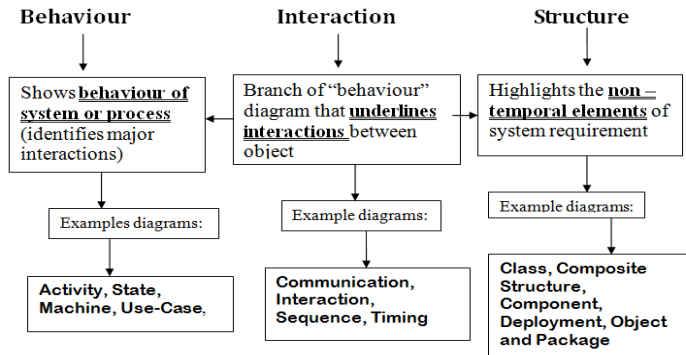 Behaviour
Interaction
Structure
Shows behaviour of
system or process
(identifies major
interactions)
Branch of “behaviour”
diagram that underlines
interactions between
object
Highlights the non –
temporal elements of
system requirement
Examples diagrams:
Example diagrams:
Example diagrams:
Activity, State,
Machine, Use-Case,
Communication,
Interaction,
Sequence, Timing
Class, Composite
Structure,
Component,
Deployment, Object
and Package